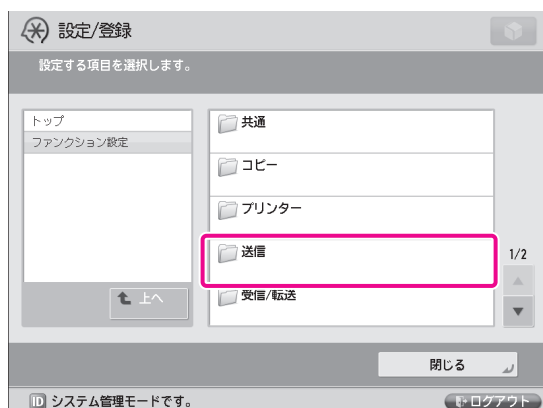 設定/登録
設定する項目を選択します。
トップ
ファンクション設定
上へ
共通
コピー
プリンター
送信
受信/転送
1/2
閉じる
ID システム管理モードです。
ログアウト